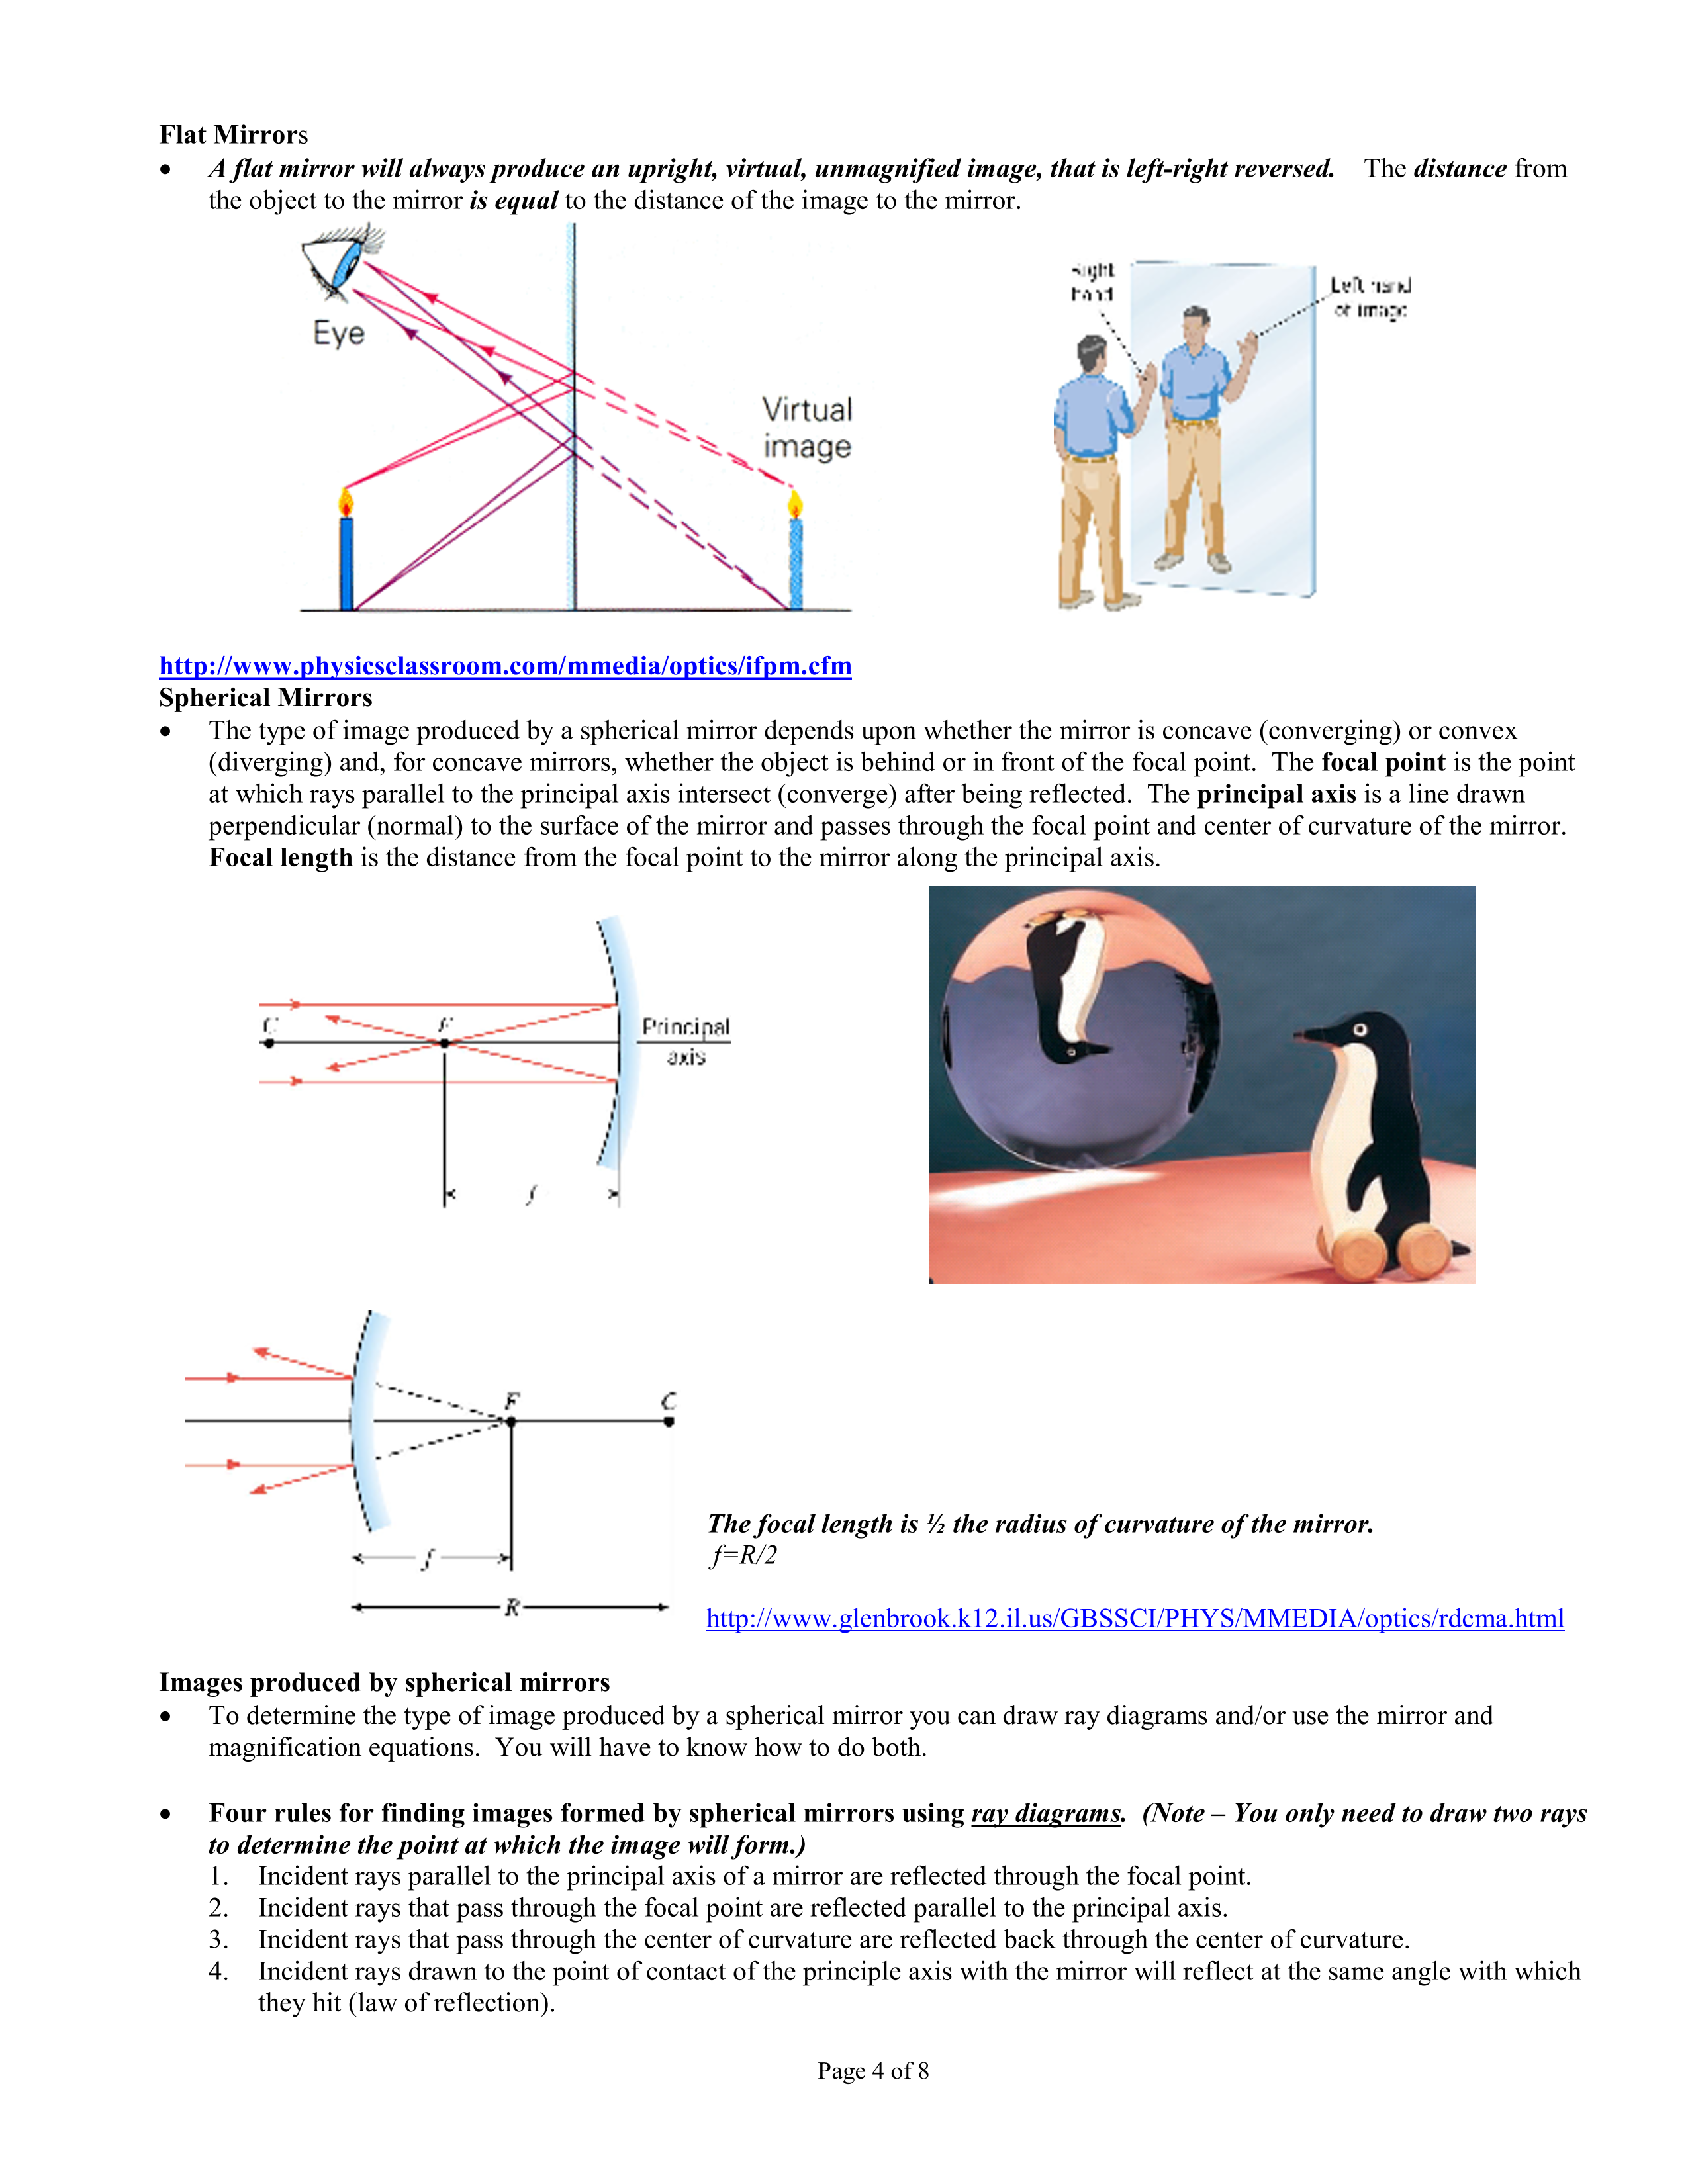 Flat Mirrors
• A flat mirror will always produce an upright, virtual, unmagnified image, that is left-right reversed. The distance from
the object to the mirror is equal to the distance of the image to the mirror.
Eye
Virtual
image
Right
hand
Left hand
of image
http://www.physicsclassroom.com/mmedia/optics/ifpm.cfm
Spherical Mirrors
• The type of image produced by a spherical mirror depends upon whether the mirror is concave (converging) or convex
(diverging) and, for concave mirrors, whether the object is behind or in front of the focal point. The focal point is the point
at which rays parallel to the principal axis intersect (converge) after being reflected. The principal axis is a line drawn
perpendicular (normal) to the surface of the mirror and passes through the focal point and center of curvature of the mirror.
Focal length is the distance from the focal point to the mirror along the principal axis.
C
F
Principal
axis
f
F
C
f
R
The focal length is ½ the radius of curvature of the mirror.
f=R/2
http://www.glenbrook.k12.il.us/GBSSCI/PHYS/MMEDIA/optics/rdcma.html
Images produced by spherical mirrors
• To determine the type of image produced by a spherical mirror you can draw ray diagrams and/or use the mirror and
magnification equations. You will have to know how to do both.
• Four rules for finding images formed by spherical mirrors using ray diagrams. (Note – You only need to draw two rays
to determine the point at which the image will form.)
1. Incident rays parallel to the principal axis of a mirror are reflected through the focal point.
2. Incident rays that pass through the focal point are reflected parallel to the principal axis.
3. Incident rays that pass through the center of curvature are reflected back through the center of curvature.
4. Incident rays drawn to the point of contact of the principle axis with the mirror will reflect at the same angle with which
they hit (law of reflection).
Page 4 of 8